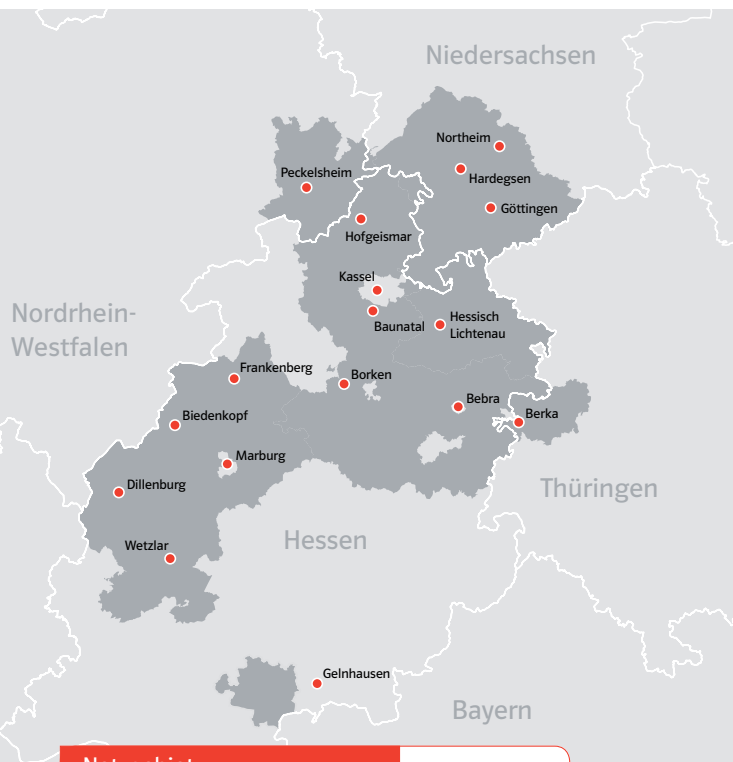 Niedersachsen
Northeim
Hardegsen
Peckelsheim
Göttingen
Hofgeismar
Kassel
Nordrhein-
Westfalen
Baunatal
Hessisch
Lichtenau
Frankenberg
Borken
Bebra
Biedenkopf
Berka
Marburg
Dillenburg
Thüringen
Hessen
Wetzlar
Gelnhausen
Bayern